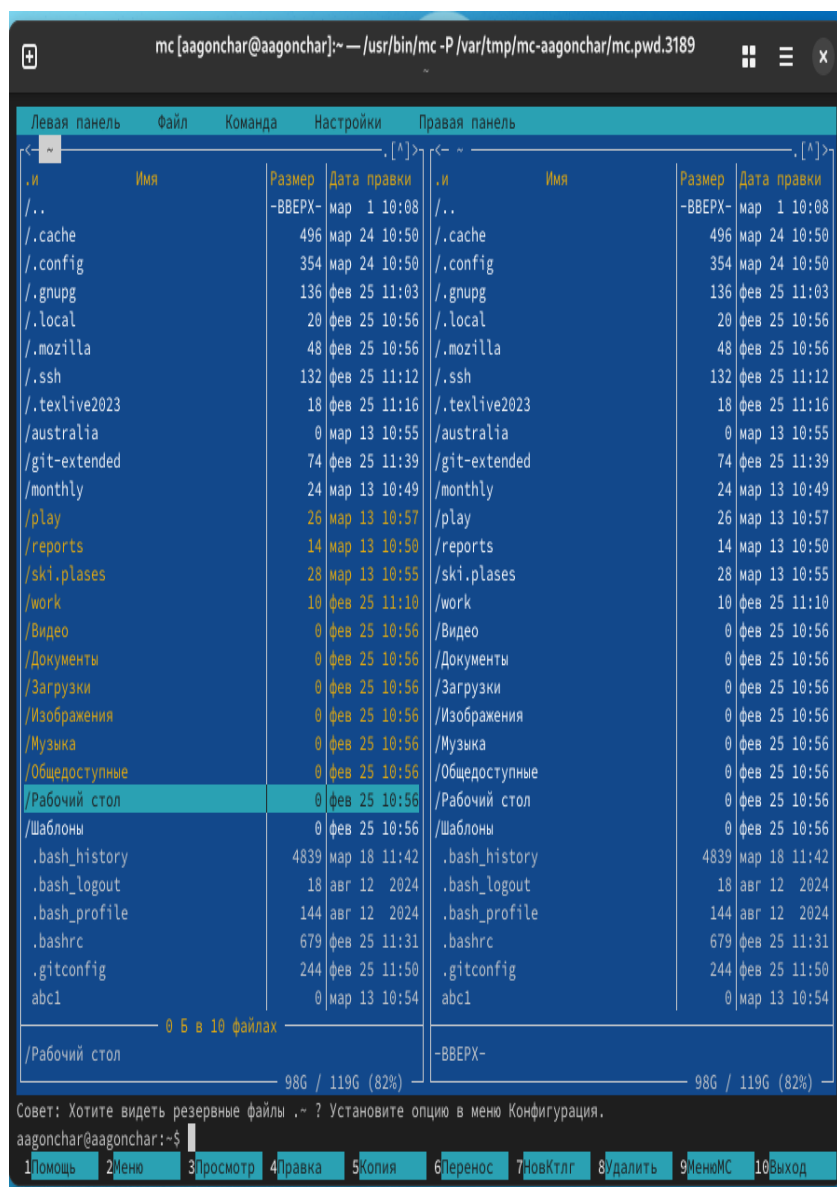 mc [aagonchar@aagonchar]:~ — /usr/bin/mc -P /var/tmp/mc-aagonchar/mc.pwd.3189
~
Левая панель Файл Команда Настройки Правая панель
<— ~ .[^]> <— ~ .[^]>
.и Имя Размер Дата правки .и Имя Размер Дата правки
/.. -ВВЕРХ- мар 1 10:08 /.. -ВВЕРХ- мар 1 10:08
/.cache 496 мар 24 10:50 /.cache 496 мар 24 10:50
/.config 354 мар 24 10:50 /.config 354 мар 24 10:50
/.gnupg 136 фев 25 11:03 /.gnupg 136 фев 25 11:03
/.local 20 фев 25 10:56 /.local 20 фев 25 10:56
/.mozilla 48 фев 25 10:56 /.mozilla 48 фев 25 10:56
/.ssh 132 фев 25 11:12 /.ssh 132 фев 25 11:12
/.texlive2023 18 фев 25 11:16 /.texlive2023 18 фев 25 11:16
/australia 0 мар 13 10:55 /australia 0 мар 13 10:55
/git-extended 74 фев 25 11:39 /git-extended 74 фев 25 11:39
/monthly 24 мар 13 10:49 /monthly 24 мар 13 10:49
/play 26 мар 13 10:57 /play 26 мар 13 10:57
/reports 14 мар 13 10:50 /reports 14 мар 13 10:50
/ski.plases 28 мар 13 10:55 /ski.plases 28 мар 13 10:55
/work 10 фев 25 11:10 /work 10 фев 25 11:10
/Видео 0 фев 25 10:56 /Видео 0 фев 25 10:56
/Документы 0 фев 25 10:56 /Документы 0 фев 25 10:56
/Загрузки 0 фев 25 10:56 /Загрузки 0 фев 25 10:56
/Изображения 0 фев 25 10:56 /Изображения 0 фев 25 10:56
/Музыка 0 фев 25 10:56 /Музыка 0 фев 25 10:56
/Общедоступные 0 фев 25 10:56 /Общедоступные 0 фев 25 10:56
/Рабочий стол 0 фев 25 10:56 /Рабочий стол 0 фев 25 10:56
/Шаблоны 0 фев 25 10:56 /Шаблоны 0 фев 25 10:56
.bash_history 4839 мар 18 11:42 .bash_history 4839 мар 18 11:42
.bash_logout 18 авг 12 2024 .bash_logout 18 авг 12 2024
.bash_profile 144 авг 12 2024 .bash_profile 144 авг 12 2024
.bashrc 679 фев 25 11:31 .bashrc 679 фев 25 11:31
.gitconfig 244 фев 25 11:50 .gitconfig 244 фев 25 11:50
abc1 0 мар 13 10:54 abc1 0 мар 13 10:54
0 Б в 10 файлах
/Рабочий стол -ВВЕРХ-
98G / 119G (82%) 98G / 119G (82%)
Совет: Хотите видеть резервные файлы .~ ? Установите опцию в меню Конфигурация.
aagonchar@aagonchar:~$
1Помощь 2Меню 3Просмотр 4Правка 5Копия 6Перенос 7НовКтлг 8Удалить 9МенюMC 10Выход